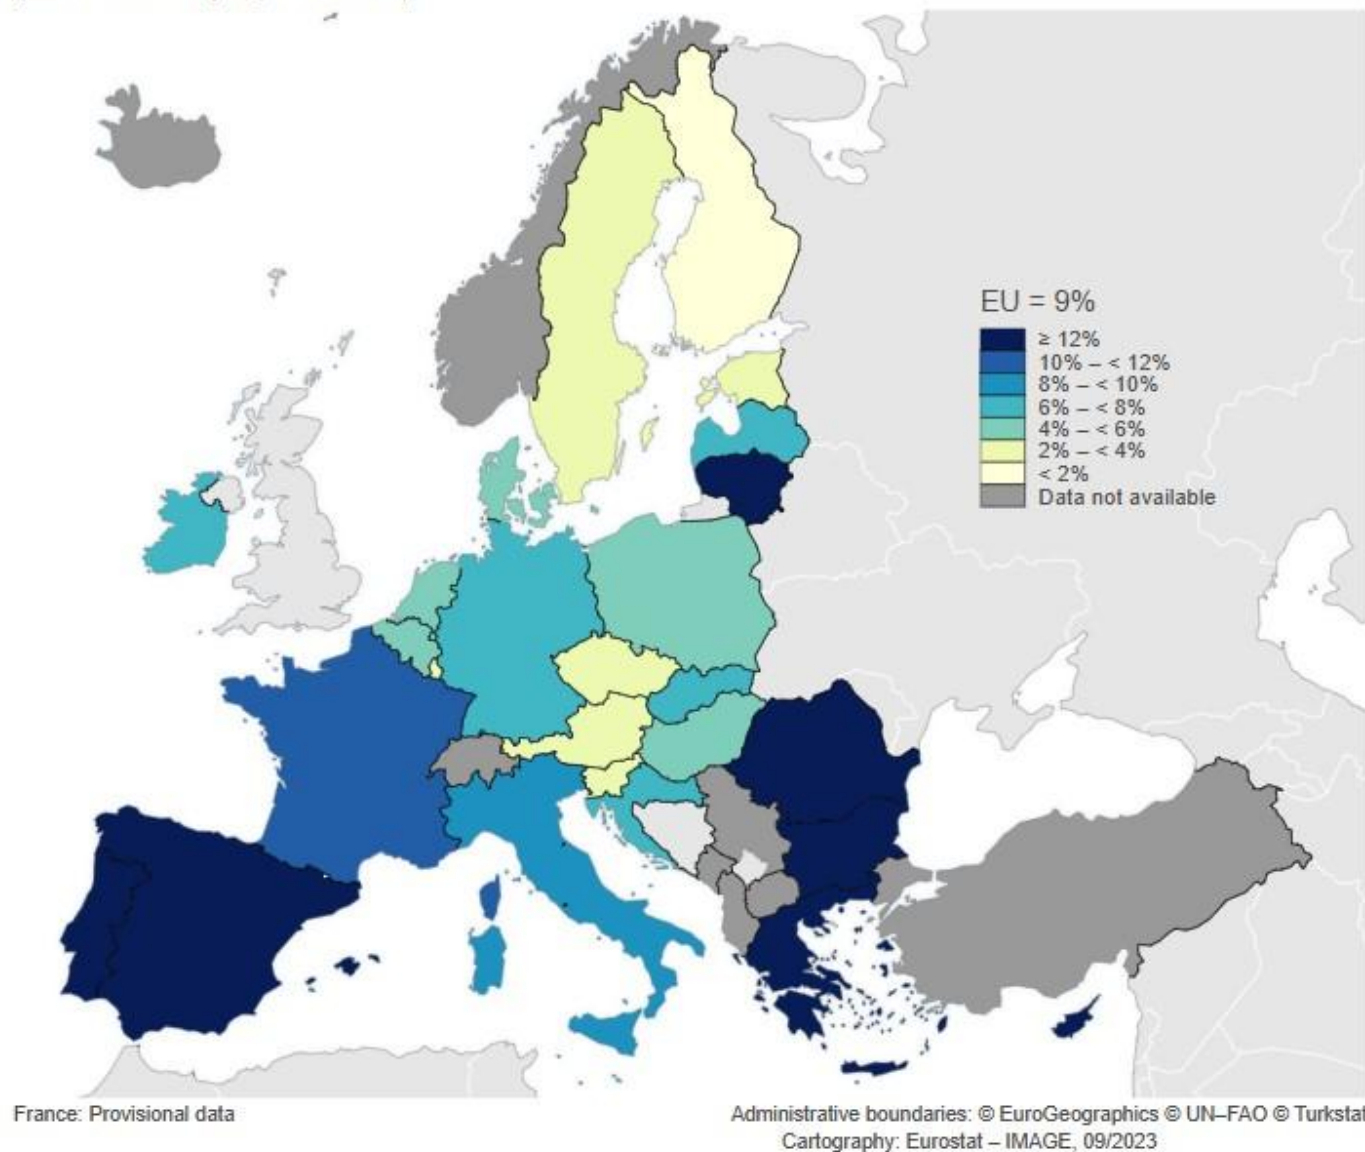 EU = 9%
≥ 12%
10% – < 12%
8% – < 10%
6% – < 8%
4% – < 6%
2% – < 4%
< 2%
Data not available
France: Provisional data
Administrative boundaries: © EuroGeographics © UN–FAO © Turkstat
Cartography: Eurostat – IMAGE, 09/2023